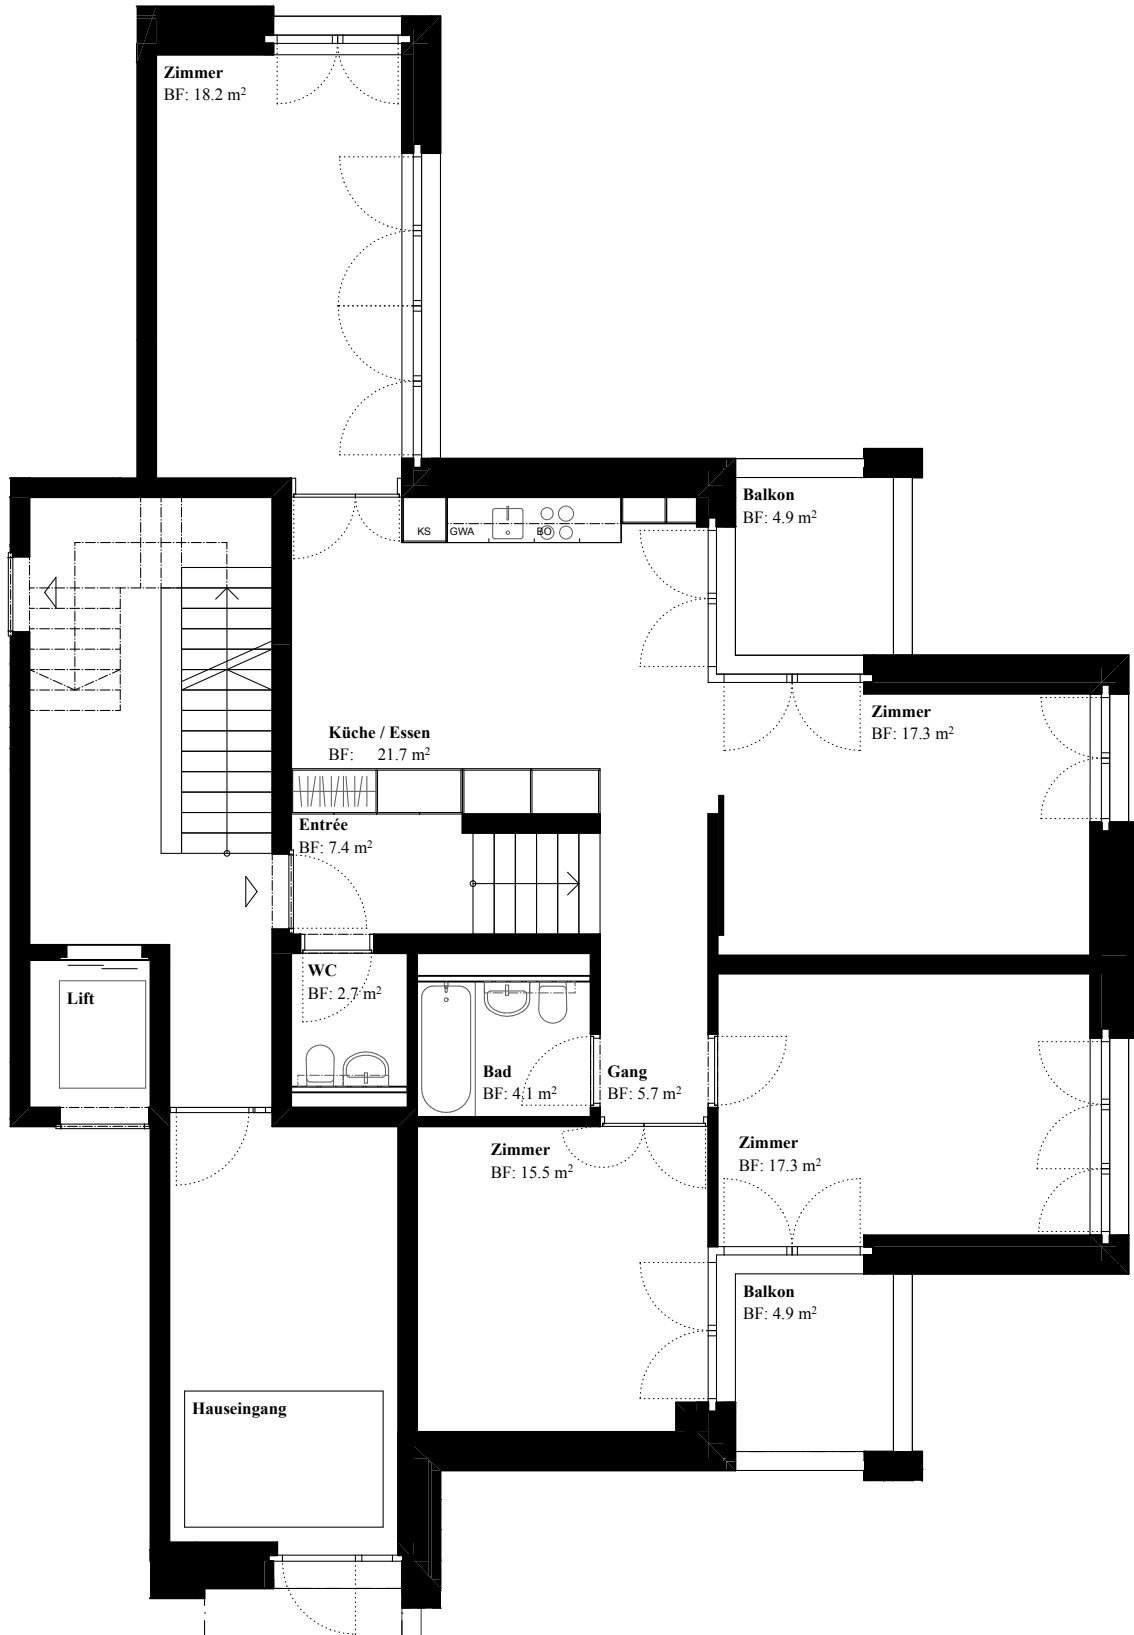 Zimmer
BF: 18.2 m²
Balkon
BF: 4.9 m²
KS
GWA
BO
Zimmer
BF: 17.3 m²
Küche / Essen
BF: 21.7 m²
Entrée
BF: 7.4 m²
WC
BF: 2.7 m²
Lift
Bad
BF: 4.1 m²
Gang
BF: 5.7 m²
Zimmer
BF: 15.5 m²
Zimmer
BF: 17.3 m²
Balkon
BF: 4.9 m²
Hauseingang